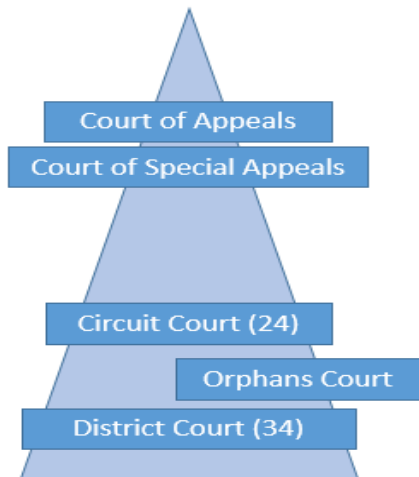 Court of Appeals
Court of Special Appeals
Circuit Court (24)
Orphans Court
District Court (34)